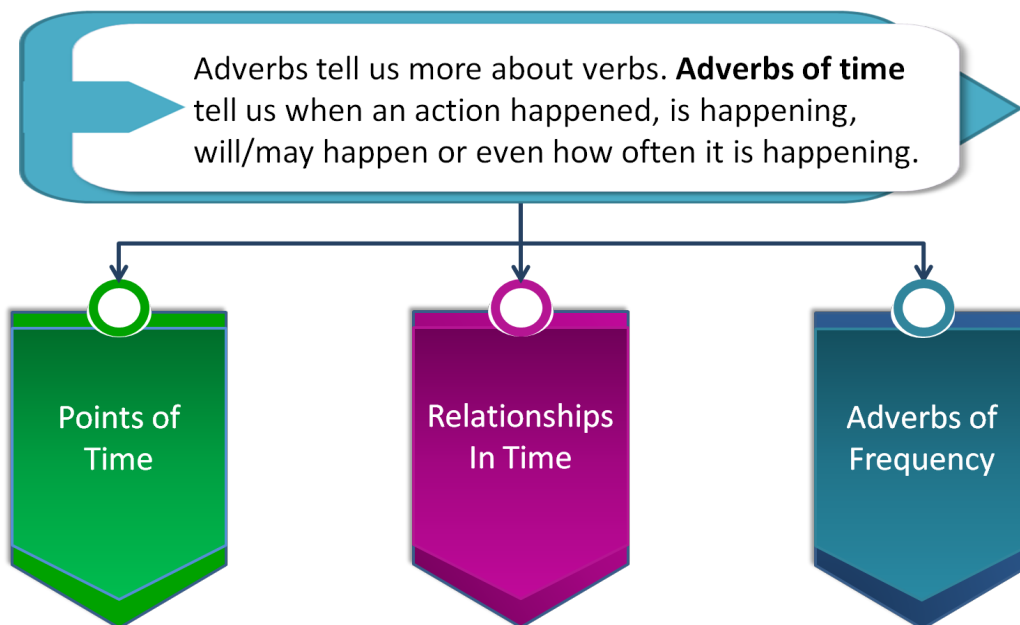 Adverbs tell us more about verbs. Adverbs of time
tell us when an action happened, is happening,
will/may happen or even how often it is happening.
Points of
Time
Relationships
In Time
Adverbs of
Frequency